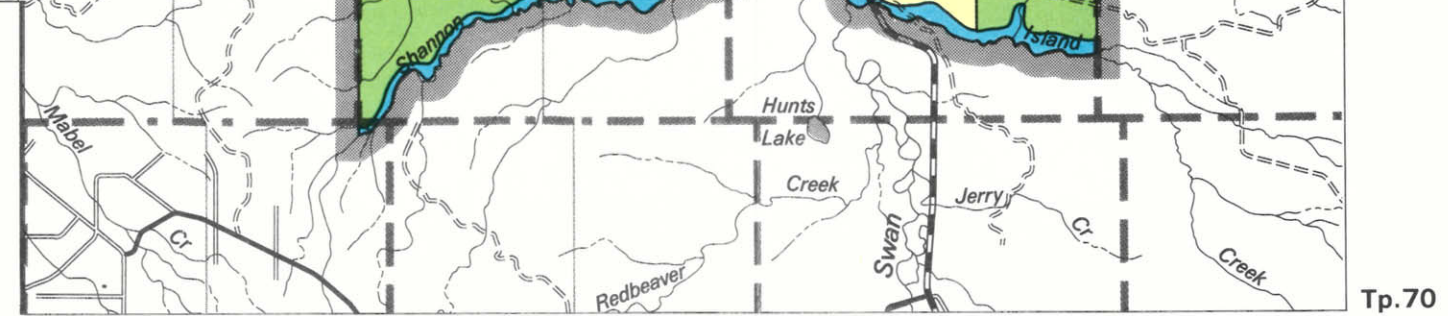 Shannon
Island
Mabel
Hunts
Lake
Creek
Jerry
Cr
Cr
Swan
Creek
Redbeaver
Tp.70